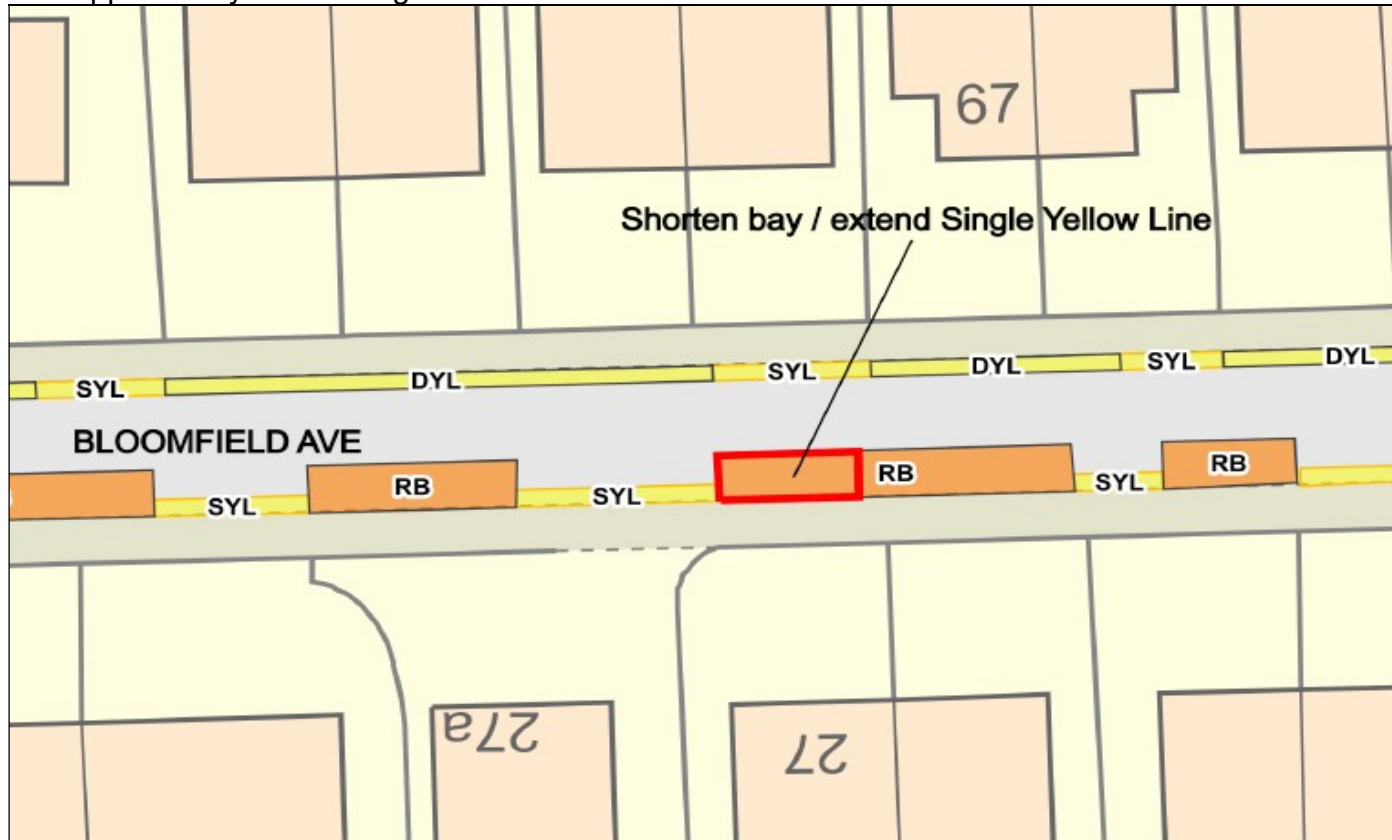 67
Shorten bay / extend Single Yellow Line
SYL DYL SYL DYL SYL DYL
BLOOMFIELD AVE
SYL RB SYL RB SYL RB
27a 27